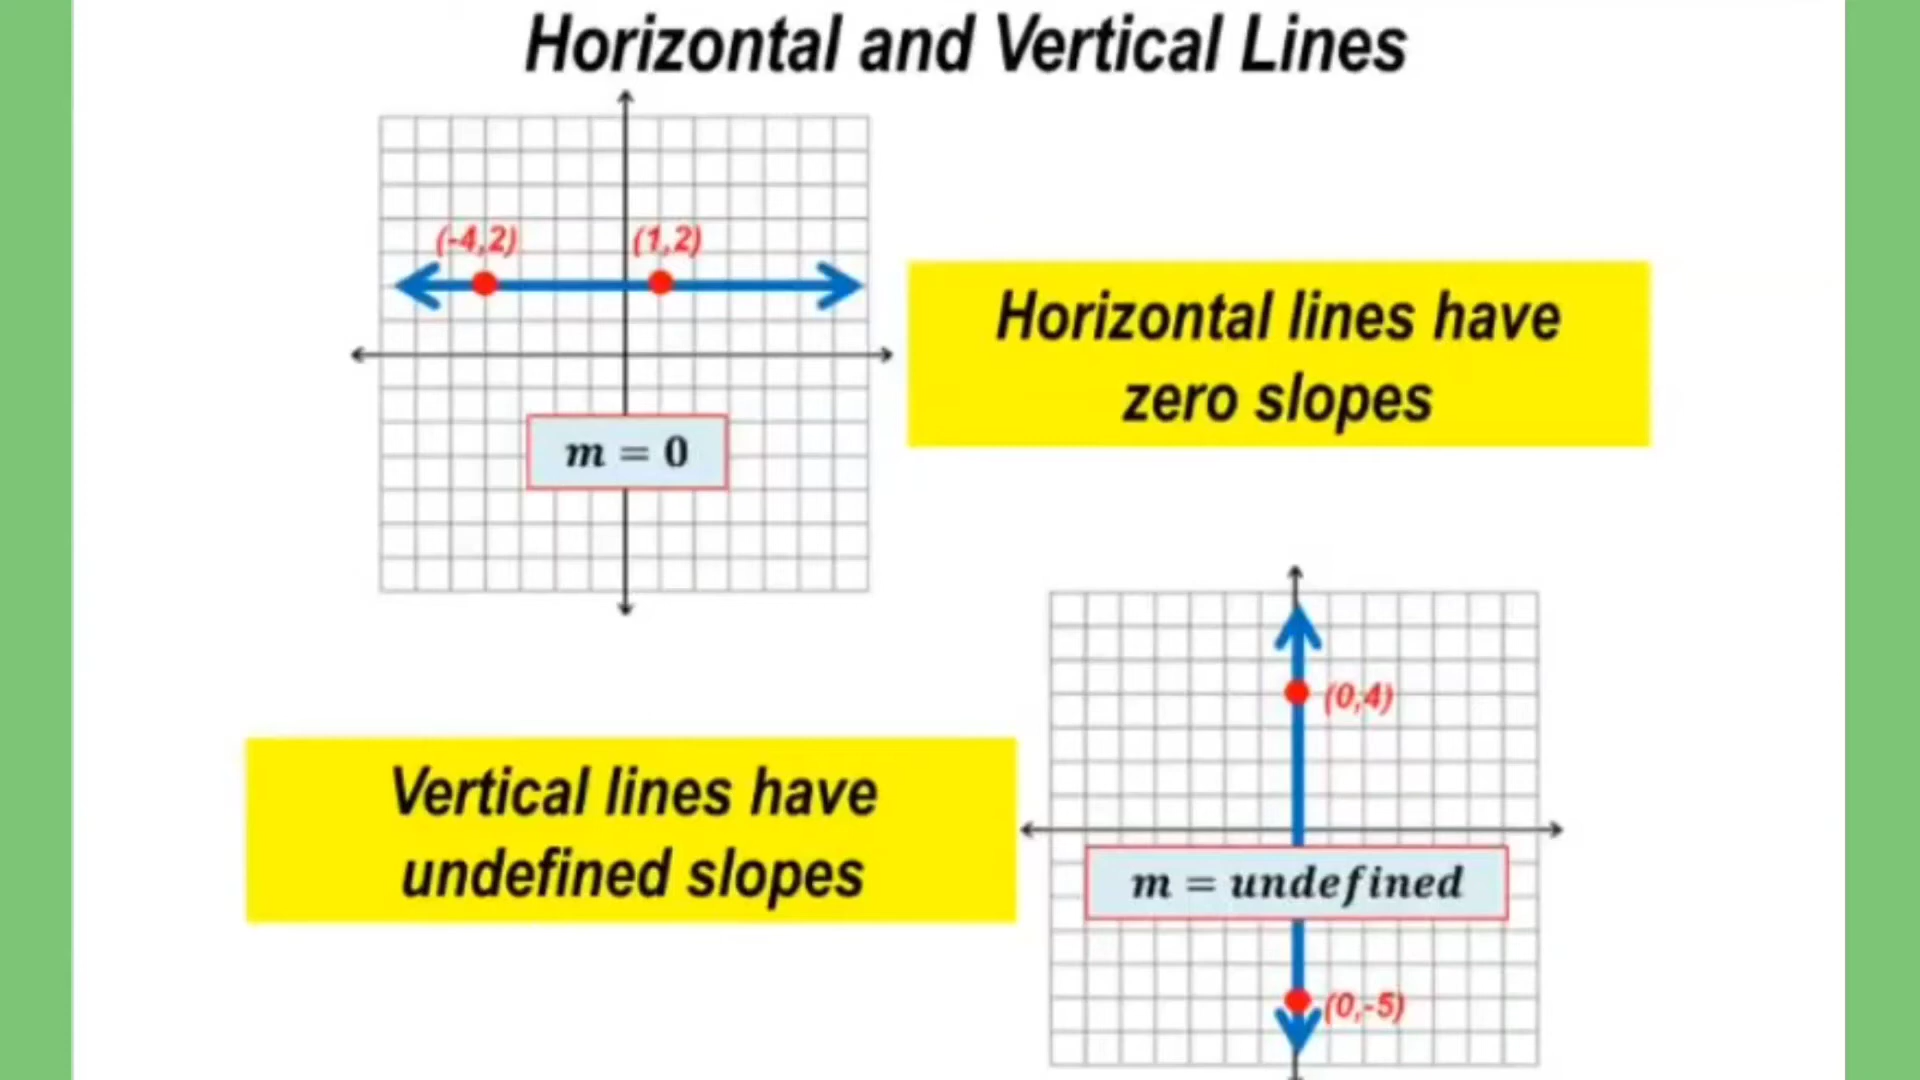 Horizontal and Vertical Lines
(-4,2)
(1,2)
Horizontal lines have
zero slopes
m = 0
(0,4)
Vertical lines have
undefined slopes
m = undefined
(0,-5)